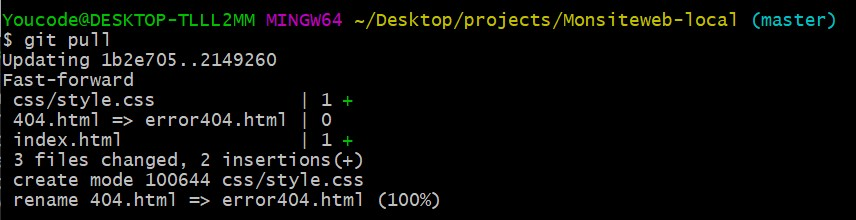 Youcode@DESKTOP-TLLL2MM MINGW64 ~/Desktop/projects/Monsiteweb-local (master)
$ git pull
Updating 1b2e705..2149260
Fast-forward
 css/style.css            | 1 +
 404.html => error404.html | 0
 index.html               | 1 +
 3 files changed, 2 insertions(+)
 create mode 100644 css/style.css
 rename 404.html => error404.html (100%)